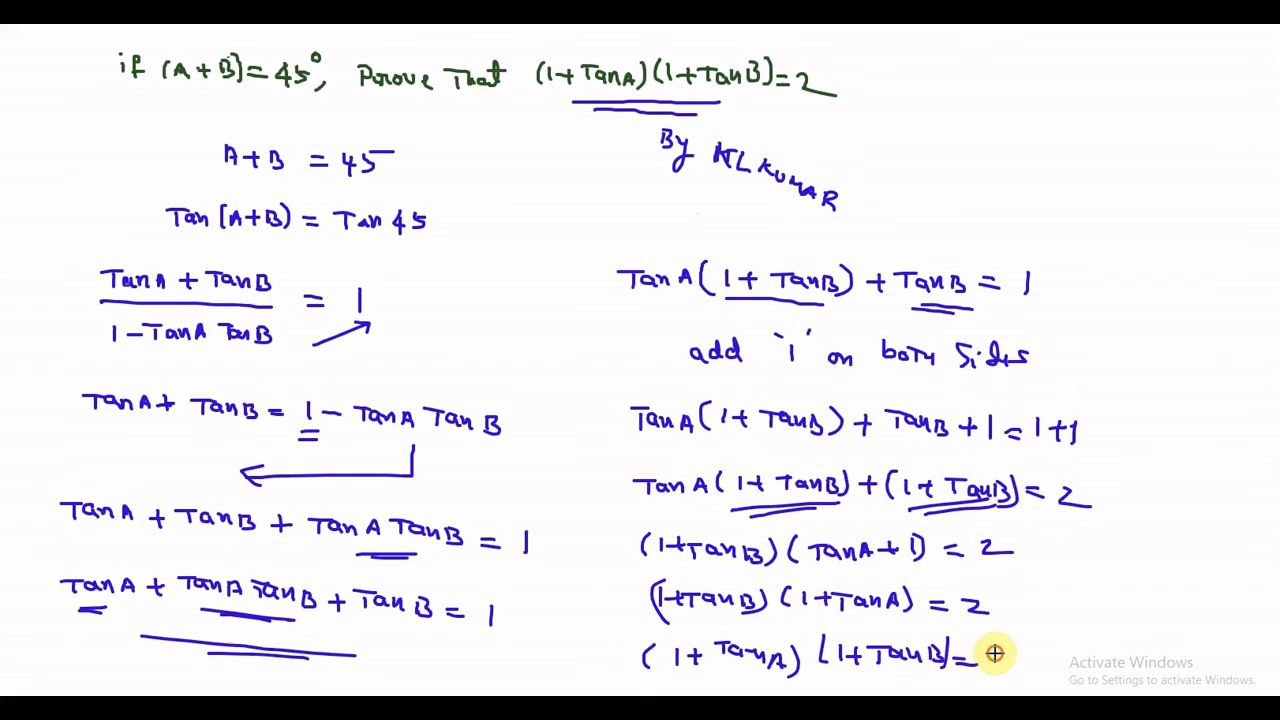 if (A+B)=45°, Prove That (1+TanA)(1+TanB)=2
By KLKUMAR
A+B = 45
Tan(A+B) = Tan 45
TanA + TanB
1-TanA TanB
= 1
TanA + TanB = 1 - TanA TanB
TanA + TanB + TanA TanB = 1
TanA + TanA TanB + TanB = 1
TanA (1 + TanB) + TanB = 1
add '1' on both sides
TanA (1 + TanB) + TanB + 1 = 1+1
TanA (1 + TanB) + (1 + TanB) = 2
(1+TanB) (TanA+1) = 2
(1+TanB) (1+TanA) = 2
(1 + TanA) (1+TanB) =
Activate Windows
Go to Settings to activate Windows.